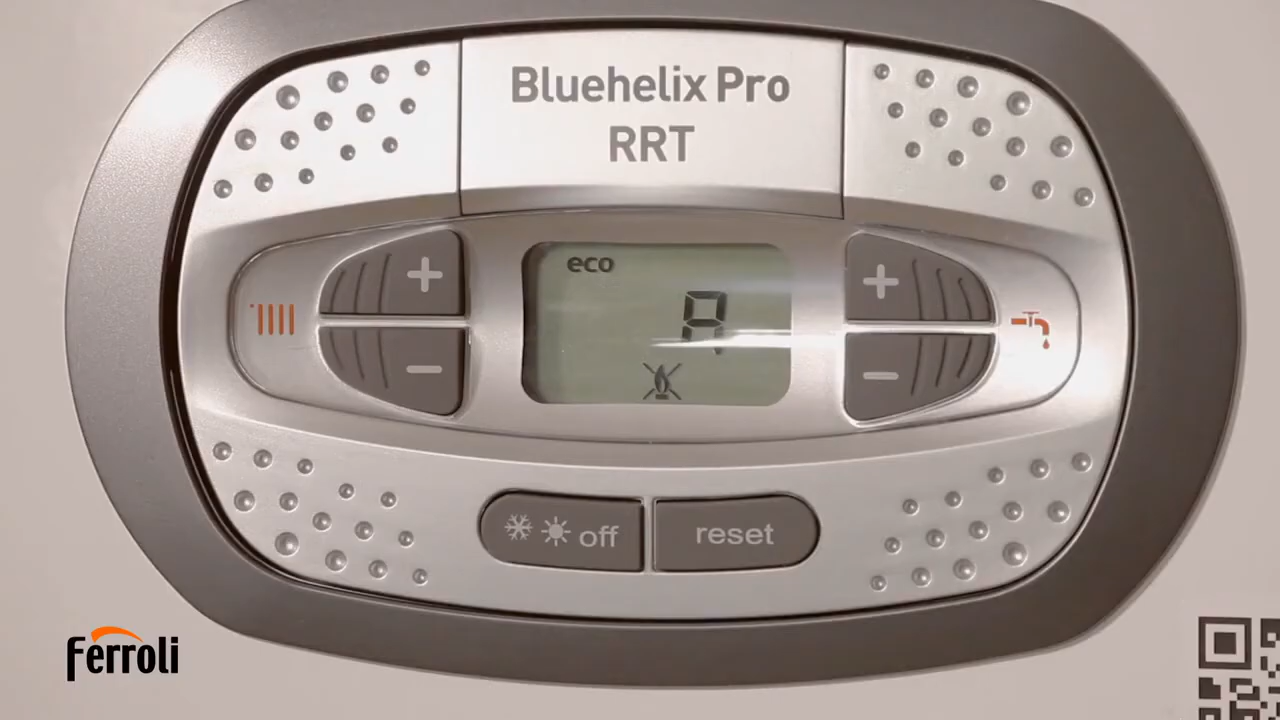 Bluehelix Pro
RRT
eco
A
+ +
- -
off reset
Ferroli